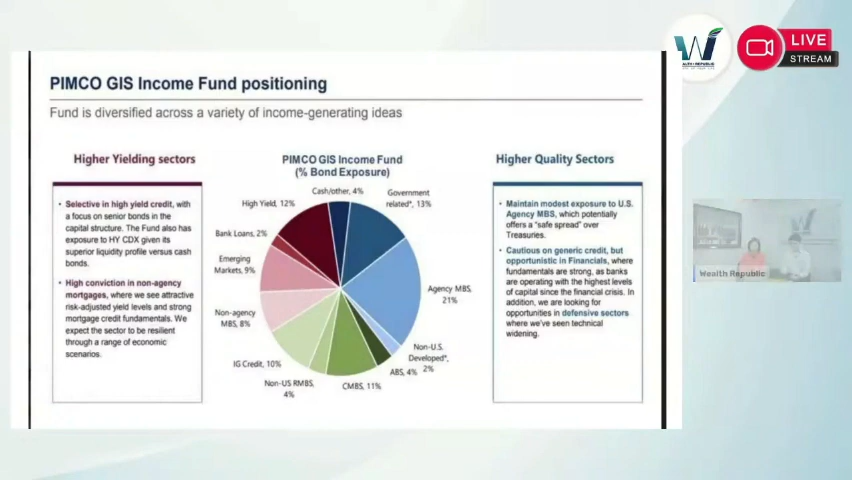 LIVE
STREAM
PIMCO GIS Income Fund positioning
Fund is diversified across a variety of income-generating ideas
Higher Yielding sectors
• Selective in high yield credit, with
a focus on senior bonds in the
capital structure. The Fund also has
exposure to HY CDX given its
superior liquidity profile versus cash
bonds.
• High conviction in non-agency
mortgages, where we see attractive
risk-adjusted yield levels and strong
mortgage credit fundamentals. We
expect the sector to be resilient
through a range of economic
scenarios.
PIMCO GIS Income Fund
(% Bond Exposure)
Cash/other, 4%
Government
related*, 13%
High Yield, 12%
Bank Loans, 2%
Emerging
Markets, 9%
Agency MBS,
21%
Non-agency
MBS, 8%
Non-U.S.
Developed*,
2%
IG Credit, 10%
ABS, 4%
Non-US RMBS,
4%
CMBS, 11%
Higher Quality Sectors
• Maintain modest exposure to U.S.
Agency MBS, which potentially
offers a "safe spread" over
Treasuries.
• Cautious on generic credit, but
opportunistic in Financials, where
fundamentals are strong, as banks
are operating with the highest levels
of capital since the financial crisis. In
addition, we are looking for
opportunities in defensive sectors
where we've seen technical
widening.
Wealth Republic